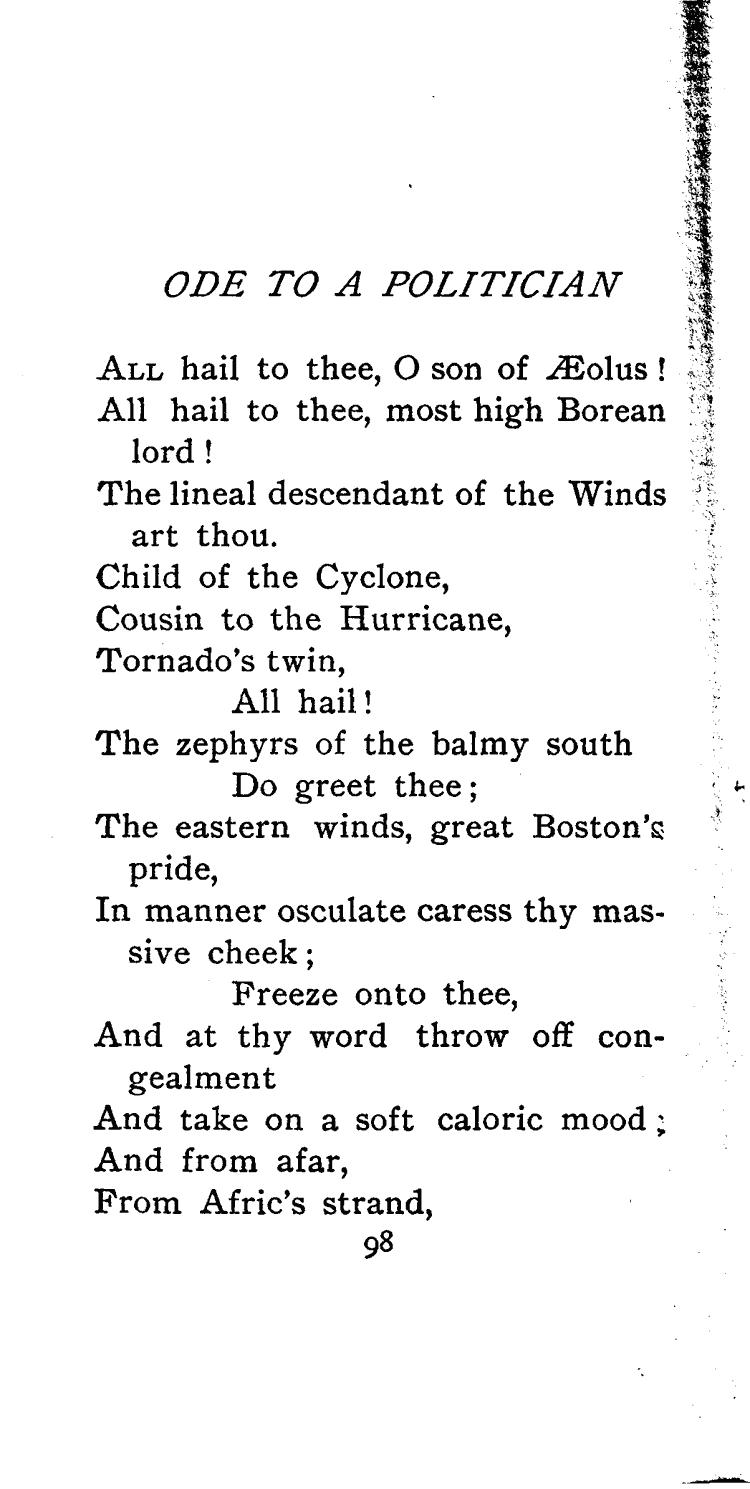 ODE TO A POLITICIAN
ALL hail to thee, O son of Æolus !
All hail to thee, most high Borean
lord !
The lineal descendant of the Winds
art thou.
Child of the Cyclone,
Cousin to the Hurricane,
Tornado's twin,
All hail !
The zephyrs of the balmy south
Do greet thee ;
The eastern winds, great Boston's
pride,
In manner osculate caress thy mas-
sive cheek ;
Freeze onto thee,
And at thy word throw off con-
gealment
And take on a soft caloric mood ;
And from afar,
From Afric's strand,
98